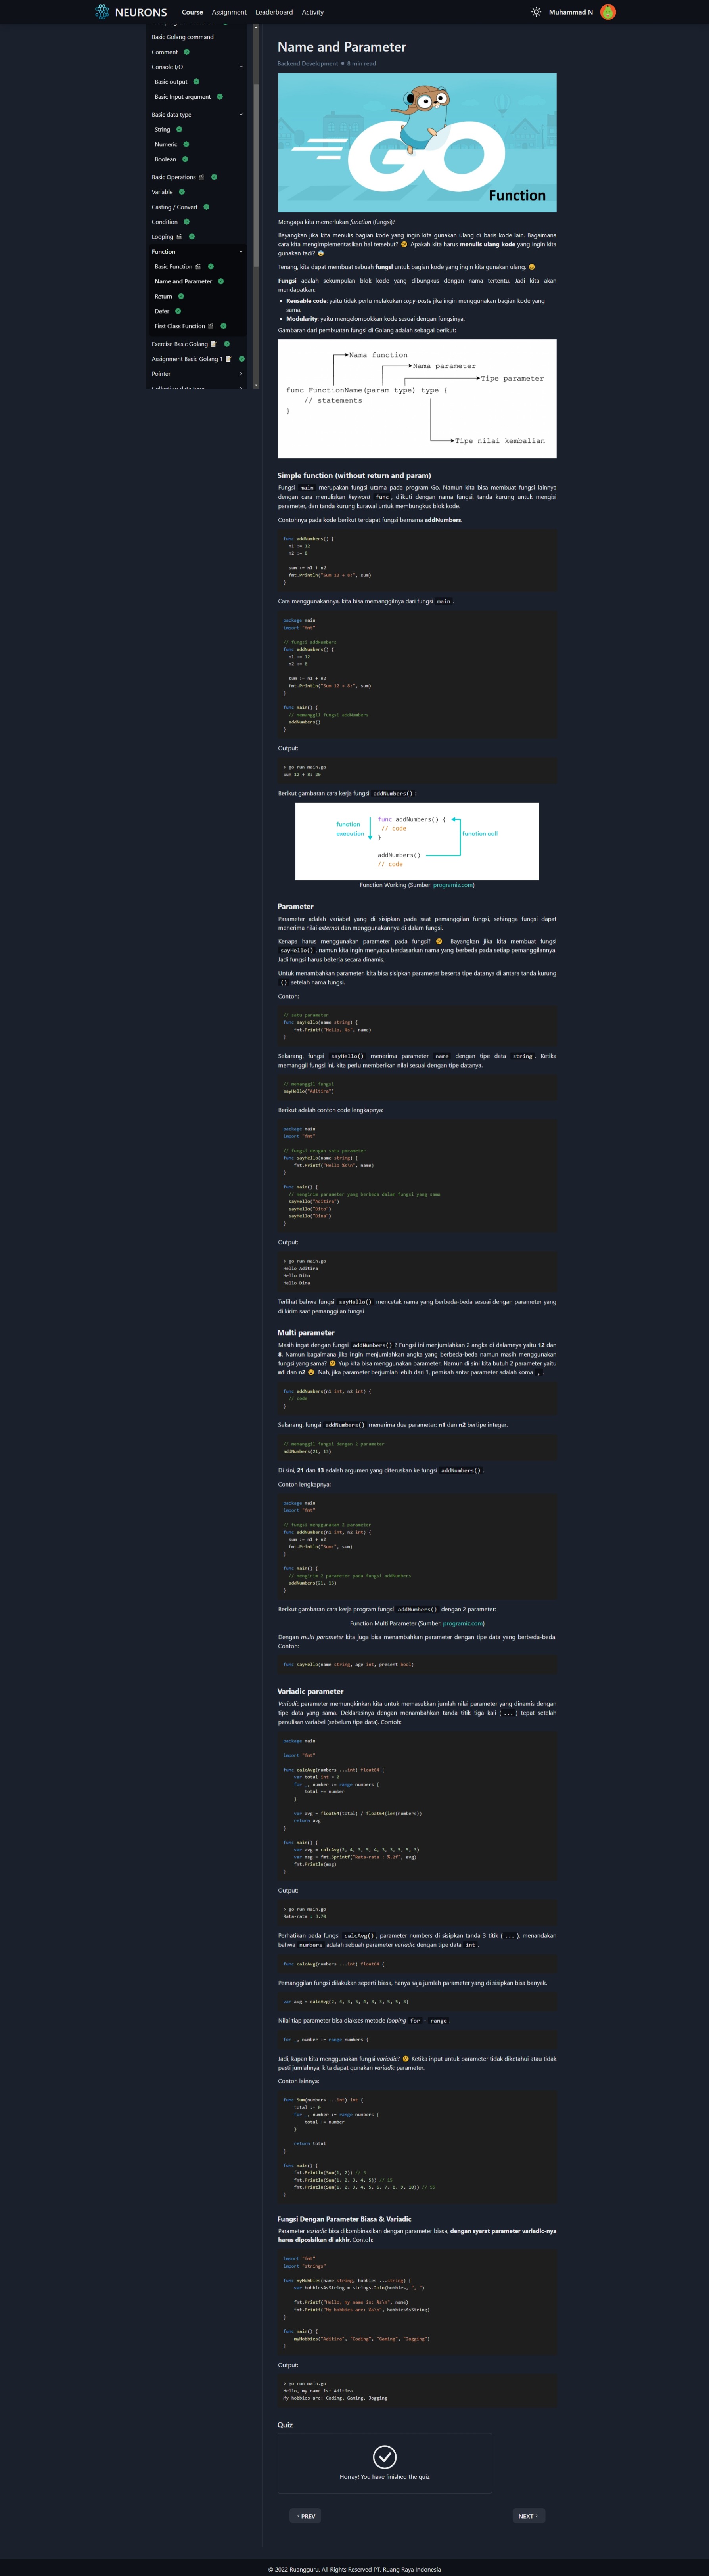 NEURONS Course Assignment Leaderboard Activity Muhammad N
Basic Golang command
Comment
Console I/O
Basic output
Basic Input argument
Basic data type
String
Numeric
Boolean
Basic Operations
Variable
Casting / Convert
Condition
Looping
Function
Basic Function
Name and Parameter
Return
Defer
First Class Function
Exercise Basic Golang
Assignment Basic Golang 1
Pointer
Name and Parameter
Backend Development ✦ 8 min read
GO
Function
Mengapa kita memerlukan function (fungsi)?
Bayangkan jika kita menulis bagian kode yang ingin kita gunakan ulang di baris kode lain. Bagaimana
cara kita mengimplementasikan hal tersebut? 🤔 Apakah kita harus menulis ulang kode yang ingin kita
gunakan tadi? 😨
Tenang, kita dapat membuat sebuah fungsi untuk bagian kode yang ingin kita gunakan ulang. 😄
Fungsi adalah sekumpulan blok kode yang dibungkus dengan nama tertentu. Jadi kita akan
mendapatkan:
• Reusable code: yaitu tidak perlu melakukan copy-paste jika ingin menggunakan bagian kode yang
sama.
• Modularity: yaitu mengelompokkan kode sesuai dengan fungsinya.
Gambaran dari pembuatan fungsi di Golang adalah sebagai berikut:
Nama function
Nama parameter
Tipe parameter
func FunctionName(param type) type {
// statements
}
Tipe nilai kembalian
Simple function (without return and param)
Fungsi main merupakan fungsi utama pada program Go. Namun kita bisa membuat fungsi lainnya
dengan cara menuliskan keyword func, diikuti dengan nama fungsi, tanda kurung untuk mengisi
parameter, dan tanda kurung kurawal untuk membungkus blok kode.
Contohnya pada kode berikut terdapat fungsi bernama addNumbers.
func addNumbers() {
n1 := 12
n2 := 8
sum := n1 + n2
fmt.Println("Sum 12 + 8:", sum)
}
Cara menggunakannya, kita bisa memanggilnya dari fungsi main.
package main
import "fmt"
// fungsi addNumbers
func addNumbers() {
n1 := 12
n2 := 8
sum := n1 + n2
fmt.Println("Sum 12 + 8:", sum)
}
func main() {
// memanggil fungsi addNumbers
addNumbers()
}
Output:
> go run main.go
Sum 12 + 8: 20
Berikut gambaran cara kerja fungsi addNumbers():
function
execution
func addNumbers() {
// code
}
function call
addNumbers()
// code
Function Working (Sumber: programiz.com)
Parameter
Parameter adalah variabel yang di sisipkan pada saat pemanggilan fungsi, sehingga fungsi dapat
menerima nilai external dan menggunakannya di dalam fungsi.
Kenapa harus menggunakan parameter pada fungsi? 🤔 Bayangkan jika kita membuat fungsi
sayHello(), namun kita ingin menyapa berdasarkan nama yang berbeda pada setiap pemanggilannya.
Jadi fungsi harus bekerja secara dinamis.
Untuk menambahkan parameter, kita bisa sisipkan parameter beserta tipe datanya di antara tanda kurung
() setelah nama fungsi.
Contoh:
// satu parameter
func sayHello(name string) {
fmt.Printf("Hello, %s", name)
}
Sekarang, fungsi sayHello() menerima parameter name dengan tipe data string. Ketika
memanggil fungsi ini, kita perlu memberikan nilai sesuai dengan tipe datanya.
// memanggil fungsi
sayHello("Aditira")
Berikut adalah contoh code lengkapnya:
package main
import "fmt"
// fungsi dengan satu parameter
func sayHello(name string) {
fmt.Printf("Hello %s\n", name)
}
func main() {
// mengirim parameter yang berbeda dalam fungsi yang sama
sayHello("Aditira")
sayHello("Dito")
sayHello("Dina")
}
Output:
> go run main.go
Hello Aditira
Hello Dito
Hello Dina
Terlihat bahwa fungsi sayHello() mencetak nama yang berbeda-beda sesuai dengan parameter yang
di kirim saat pemanggilan fungsi
Multi parameter
Masih ingat dengan fungsi addNumbers()? Fungsi ini menjumlahkan 2 angka di dalamnya yaitu 12 dan
8. Namun bagaimana jika ingin menjumlahkan angka yang berbeda-beda namun masih menggunakan
fungsi yang sama? 🤔 Yup kita bisa menggunakan parameter. Namun di sini kita butuh 2 parameter yaitu
n1 dan n2 😮. Nah, jika parameter berjumlah lebih dari 1, pemisah antar parameter adalah koma ,.
func addNumbers(n1 int, n2 int) {
// code
}
Sekarang, fungsi addNumbers() menerima dua parameter: n1 dan n2 bertipe integer.
// memanggil fungsi dengan 2 parameter
addNumbers(21, 13)
Di sini, 21 dan 13 adalah argumen yang diteruskan ke fungsi addNumbers().
Contoh lengkapnya:
package main
import "fmt"
// fungsi menggunakan 2 parameter
func addNumbers(n1 int, n2 int) {
sum := n1 + n2
fmt.Println("Sum:", sum)
}
func main() {
// mengirim 2 parameter pada fungsi addNumbers
addNumbers(21, 13)
}
Berikut gambaran cara kerja program fungsi addNumbers() dengan 2 parameter:
Function Multi Parameter (Sumber: programiz.com)
Dengan multi parameter kita juga bisa menambahkan parameter dengan tipe data yang berbeda-beda.
Contoh:
func sayHello(name string, age int, present bool)
Variadic parameter
Variadic parameter memungkinkan kita untuk memasukkan jumlah nilai parameter yang dinamis dengan
tipe data yang sama. Deklarasinya dengan menambahkan tanda titik tiga kali (...) tepat setelah
penulisan variabel (sebelum tipe data). Contoh:
package main
import "fmt"
func calcAvg(numbers ...int) float64 {
var total int = 0
for _, number := range numbers {
total += number
}
var avg = float64(total) / float64(len(numbers))
return avg
}
func main() {
var avg = calcAvg(2, 4, 3, 5, 4, 3, 3, 5, 5, 3)
var msg = fmt.Sprintf("Rata-rata : %.2f", avg)
fmt.Println(msg)
}
Output:
> go run main.go
Rata-rata : 3.70
Perhatikan pada fungsi calcAvg(), parameter numbers di sisipkan tanda 3 titik (...), menandakan
bahwa numbers adalah sebuah parameter variadic dengan tipe data int.
func calcAvg(numbers ...int) float64 {
Pemanggilan fungsi dilakukan seperti biasa, hanya saja jumlah parameter yang di sisipkan bisa banyak.
var avg = calcAvg(2, 4, 3, 5, 4, 3, 3, 5, 5, 3)
Nilai tiap parameter bisa diakses metode looping for - range.
for _, number := range numbers {
Jadi, kapan kita menggunakan fungsi variadic? 🤔 Ketika input untuk parameter tidak diketahui atau tidak
pasti jumlahnya, kita dapat gunakan variadic parameter.
Contoh lainnya:
func Sum(numbers ...int) int {
total := 0
for _, number := range numbers {
total += number
}
return total
}
func main() {
fmt.Println(Sum(1, 2)) // 3
fmt.Println(Sum(1, 2, 3, 4, 5)) // 15
fmt.Println(Sum(1, 2, 3, 4, 5, 6, 7, 8, 9, 10)) // 55
}
Fungsi Dengan Parameter Biasa & Variadic
Parameter variadic bisa dikombinasikan dengan parameter biasa, dengan syarat parameter variadic-nya
harus diposisikan di akhir. Contoh:
import "fmt"
import "strings"
func myHobbies(name string, hobbies ...string) {
var hobbiesAsString = strings.Join(hobbies, ", ")
fmt.Printf("Hello, my name is: %s\n", name)
fmt.Printf("My hobbies are: %s\n", hobbiesAsString)
}
func main() {
myHobbies("Aditira", "Coding", "Gaming", "Jogging")
}
Output:
> go run main.go
Hello, my name is: Aditira
My hobbies are: Coding, Gaming, Jogging
Quiz
Horray! You have finished the quiz
‹ PREV NEXT ›
© 2022 Ruangguru. All Rights Reserved PT. Ruang Raya Indonesia